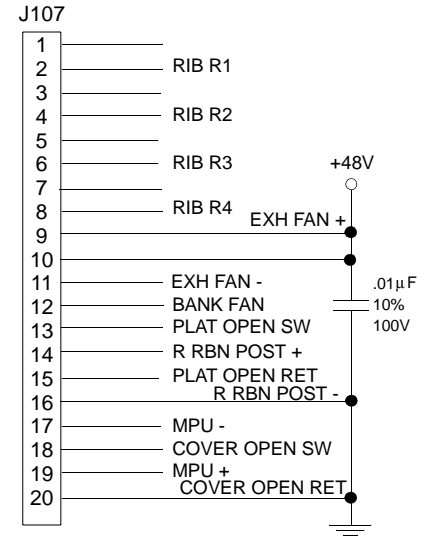 J107
1
2 RIB R1
3
4 RIB R2
5
6 RIB R3
+48V
7
8 RIB R4
EXH FAN +
9
10
11 EXH FAN -
.01μF
12 BANK FAN
10%
13 PLAT OPEN SW
100V
14 R RBN POST +
15 PLAT OPEN RET
R RBN POST -
16
17 MPU -
18 COVER OPEN SW
19 MPU +
COVER OPEN RET
20